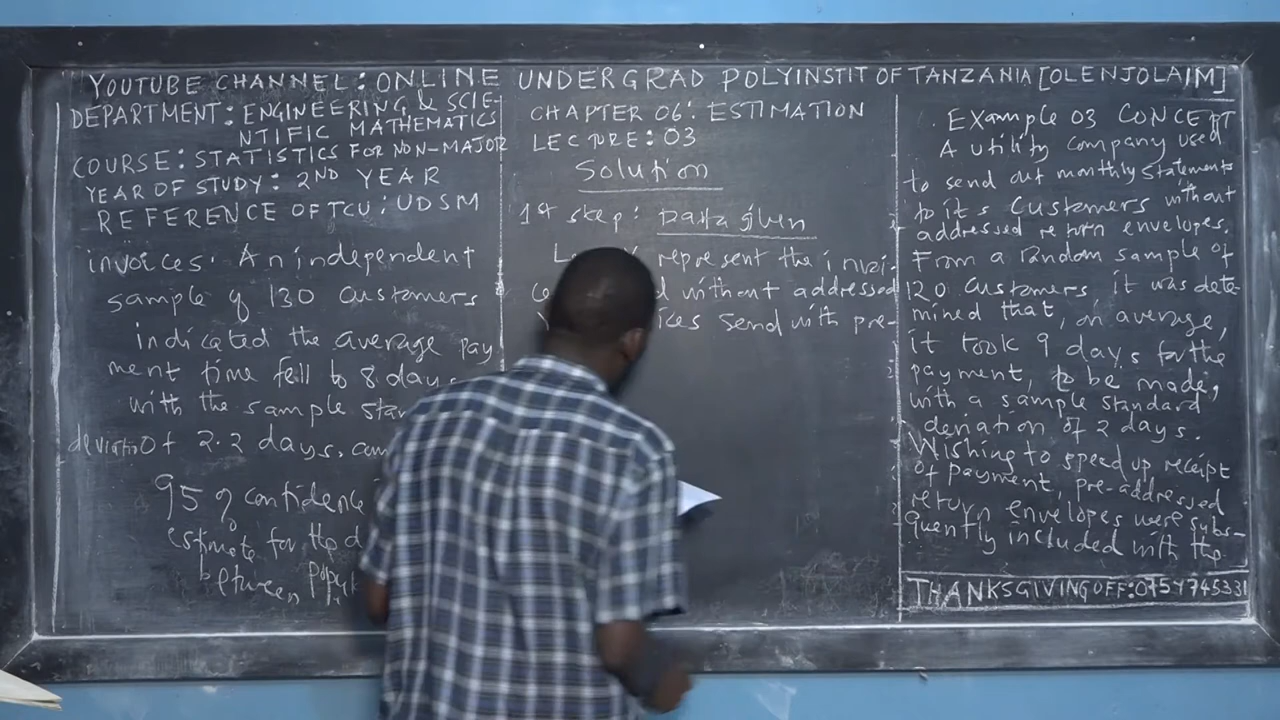 YOUTUBE CHANNEL: ONLINE UNDERGRAD POLYINSTIT OF TANZANIA [OLENJOLAIM]
DEPARTMENT: ENGINEERING & SCIE-
NTIFIC MATHEMATICS
COURSE: STATISTICS FOR NON-MAJOR
YEAR OF STUDY: 2ND YEAR
REFERENCE OF TCU: UDSM
invoices. An independent
sample of 130 Customers
indicated the average pay
ment time fell to 8 days
with the sample
deviation of 2.2 days.
95% confidence
estimate for the
between
CHAPTER 06: ESTIMATION
LECTURE: 03
Solution
1st step: Data given
represent the invoi-
without addressed
send with pre-
Example 03 CONCEPT
A utility company used
to send out monthly statements
to its Customers without
addressed return envelopes.
From a random sample of
120 Customers it was dete-
mined that, on average,
it took 9 days for the
payment, to be made,
with a sample standard
deviation of 2 days.
Wishing to speed up receipt
of payment, pre-addressed
return envelopes were subs-
quently included with the
THANKSGIVING OFF: 0754745331